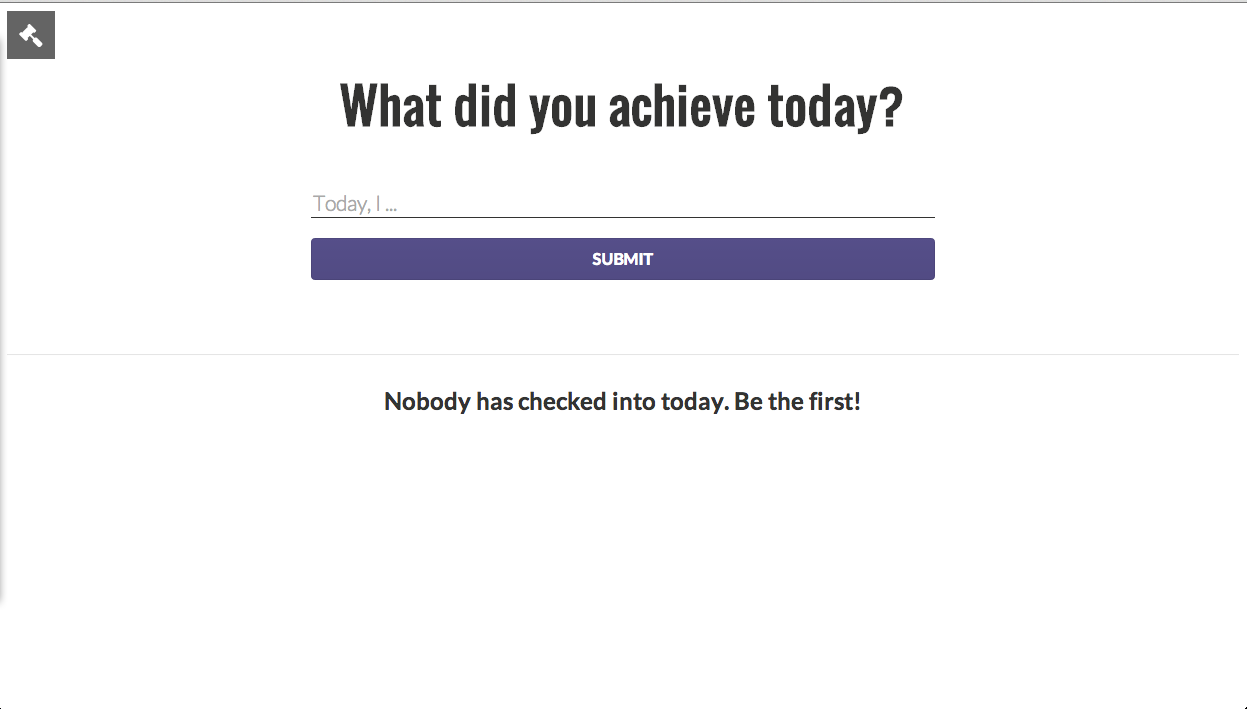 What did you achieve today?
Today, I ...
SUBMIT
Nobody has checked into today. Be the first!